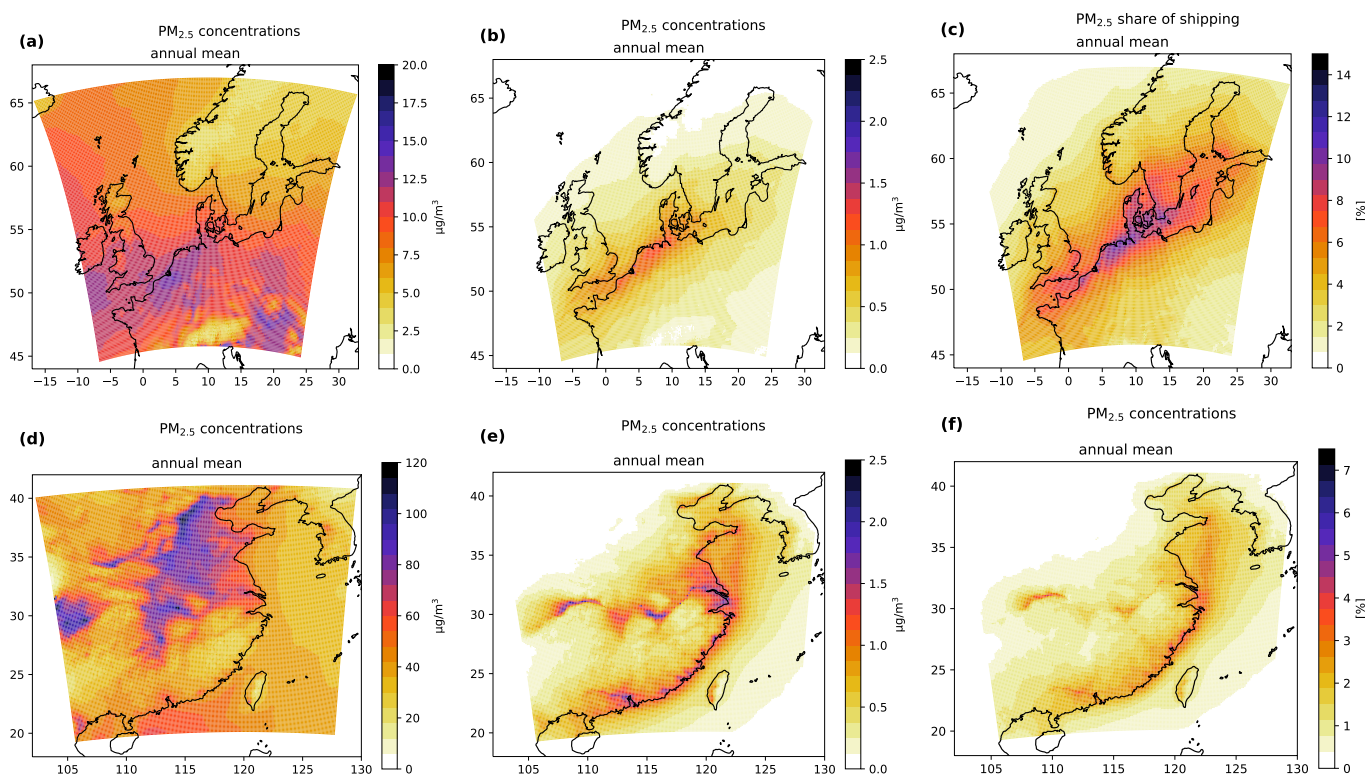 (a)
PM2.5 concentrations
annual mean
65
60
55
50
45
−15 −10 −5 0 5 10 15 20 25 30
20.0
17.5
15.0
12.5
10.0
7.5
5.0
2.5
0.0
μg/m³
(b)
PM2.5 concentrations
annual mean
65
60
55
50
45
−15 −10 −5 0 5 10 15 20 25 30
2.5
2.0
1.5
1.0
0.5
0.0
μg/m³
(c)
PM2.5 share of shipping
annual mean
65
60
55
50
45
−15 −10 −5 0 5 10 15 20 25 30
14
12
10
8
6
4
2
0
[%]
(d)
PM2.5 concentrations
annual mean
40
35
30
25
20
105 110 115 120 125 130
120
100
80
60
40
20
0
μg/m³
(e)
PM2.5 concentrations
annual mean
40
35
30
25
20
105 110 115 120 125 130
2.5
2.0
1.5
1.0
0.5
0.0
μg/m³
(f)
PM2.5 concentrations
annual mean
40
35
30
25
20
105 110 115 120 125 130
7
6
5
4
3
2
1
0
[%]